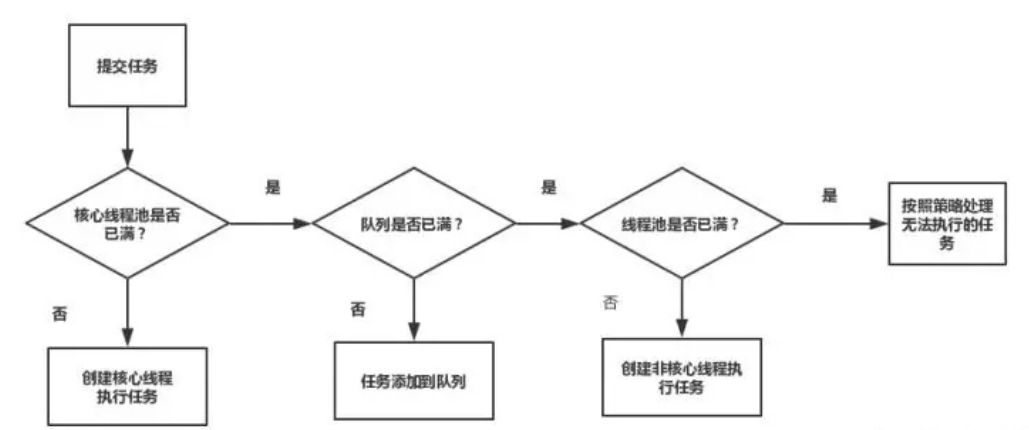 提交任务
核心线程池是否
已满？
是
队列是否已满？
是
线程池是否已满？
是
按照策略处理
无法执行的任
务
否
创建核心线程
执行任务
否
任务添加到队列
否
创建非核心线程执
行任务